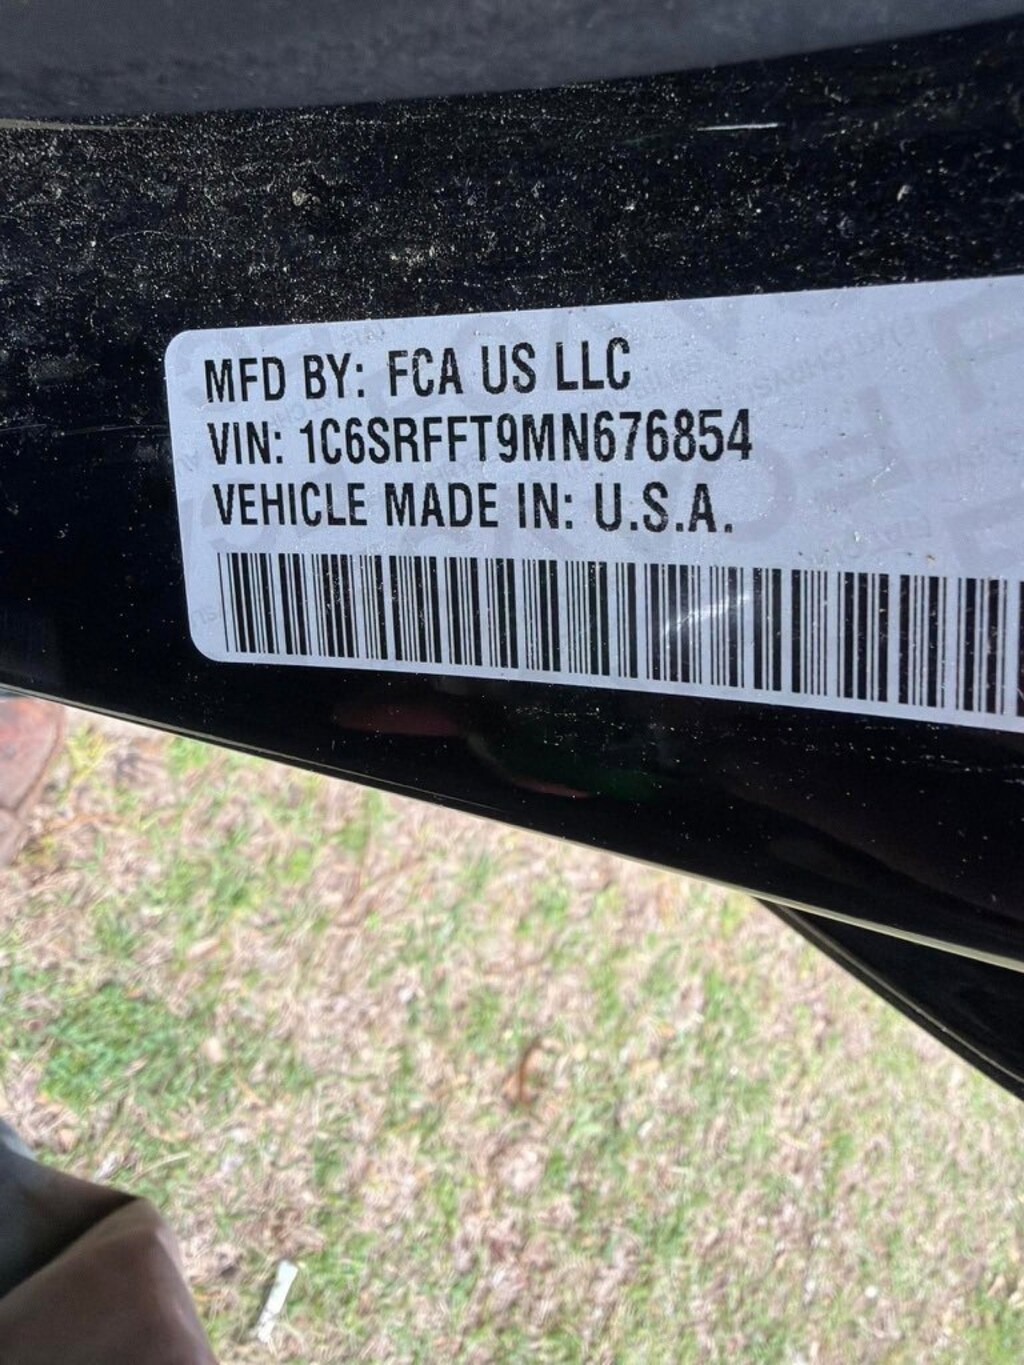 MFD BY: FCA US LLC
VIN: 1C6SRFFT9MN676854
VEHICLE MADE IN: U.S.A.